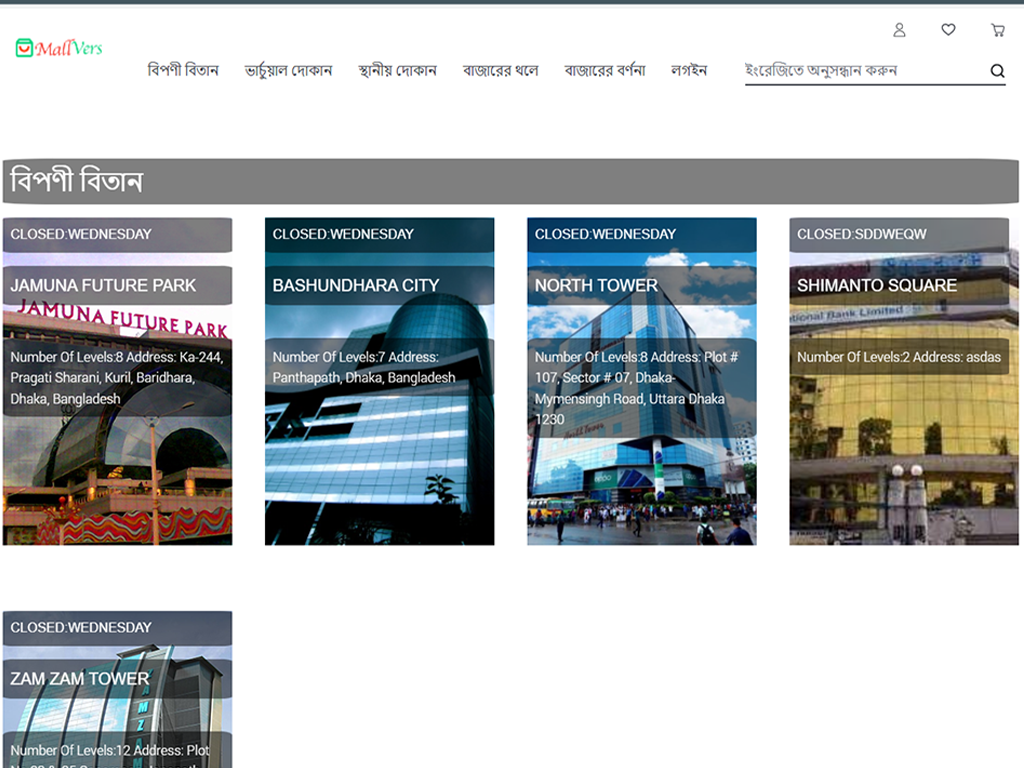 MallVers
বিপণী বিতান ভার্চুয়াল দোকান স্থানীয় দোকান বাজারের থলে বাজারের বর্ণনা লগইন ইংরেজিতে অনুসন্ধান করুন
বিপণী বিতান
CLOSED:WEDNESDAY
JAMUNA FUTURE PARK
JAMUNA FUTURE PARK
Number Of Levels:8 Address: Ka-244,
Pragati Sharani, Kuril, Baridhara,
Dhaka, Bangladesh
CLOSED:WEDNESDAY
BASHUNDHARA CITY
Number Of Levels:7 Address:
Panthapath, Dhaka, Bangladesh
CLOSED:WEDNESDAY
NORTH TOWER
Number Of Levels:8 Address: Plot #
107, Sector # 07, Dhaka-
Mymensingh Road, Uttara Dhaka
1230
CLOSED:SDDWEQW
SHIMANTO SQUARE
Bank Limited
Number Of Levels:2 Address: asdas
CLOSED:WEDNESDAY
ZAM ZAM TOWER
Number Of Levels:12 Address: Plot